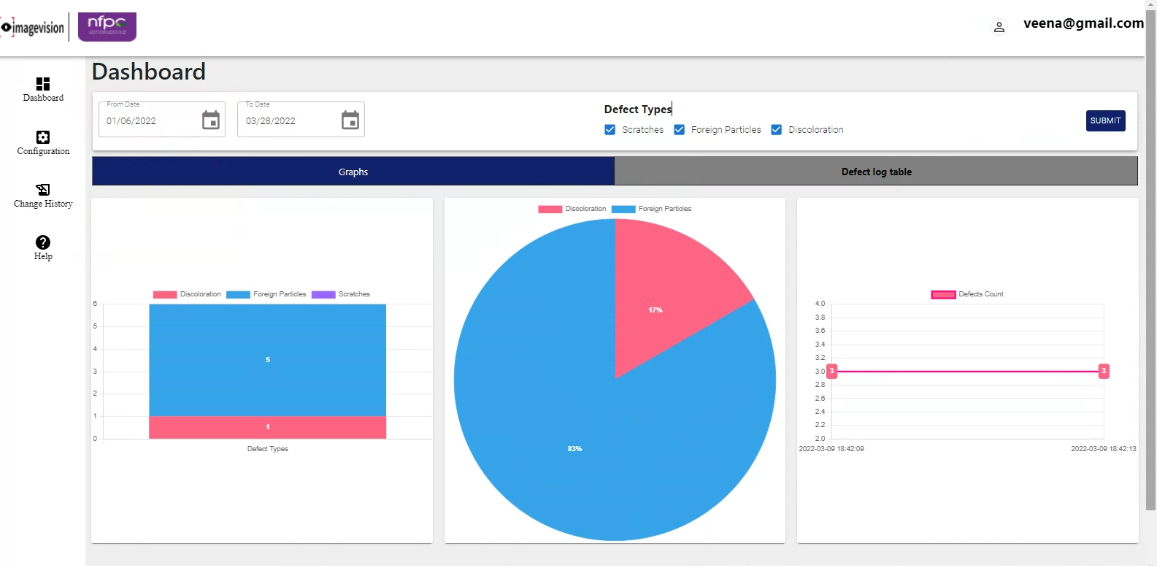 imagevision
nfpc
veena@gmail.com
Dashboard
Dashboard
Configuration
Change History
Help
From Date
01/06/2022
To Date
03/28/2022
Defect Types
Scratches
Foreign Particles
Discoloration
SUBMIT
Graphs
Defect log table
Discoloration Foreign Particles Scratches
6
5
4
3
2
1
0
5
1
Defect Types
Discoloration Foreign Particles
17%
83%
Defects Count
4.0
3.8
3.6
3.4
3.2
3.0
2.8
2.6
2.4
2.2
2.0
3
3
2022-03-09 18:42:09
2022-03-09 18:42:13